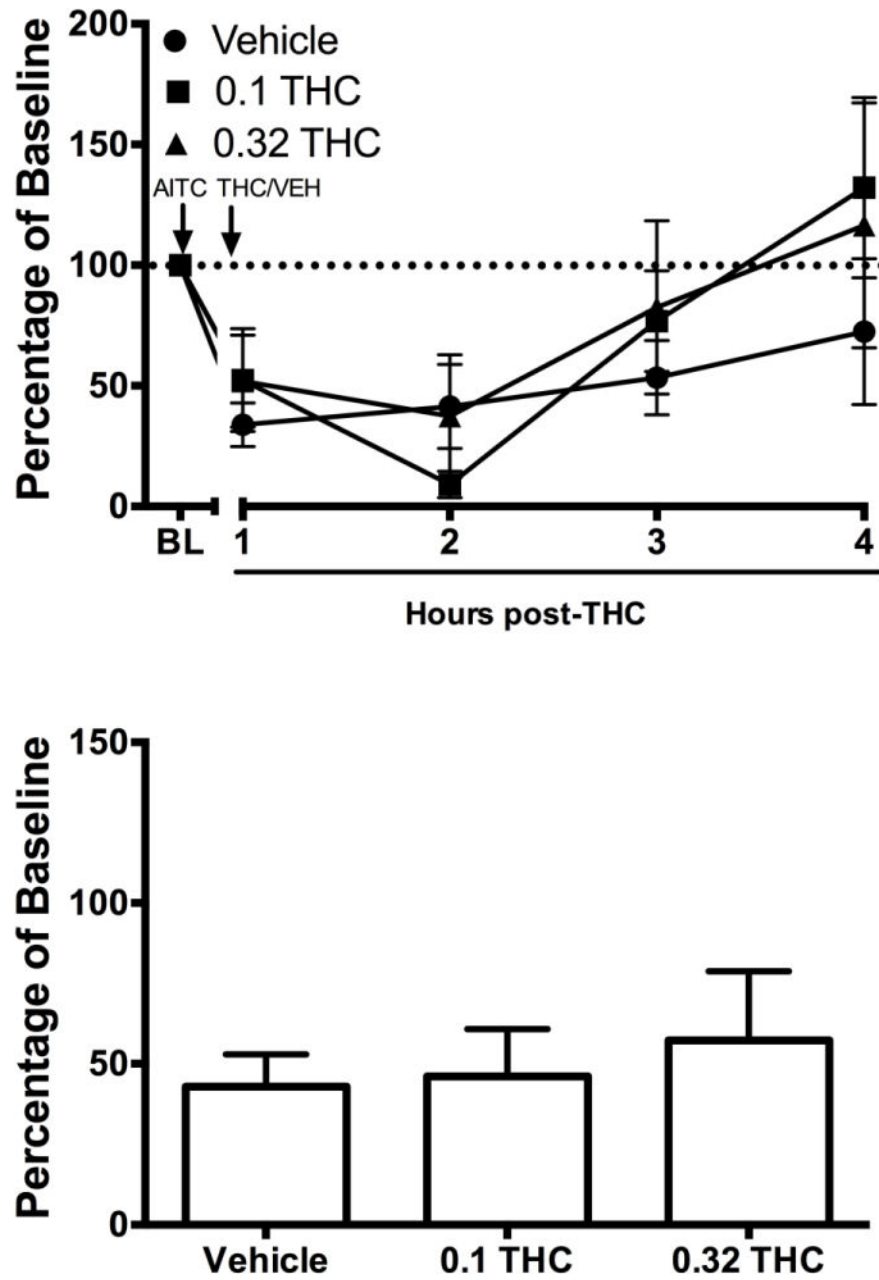 Percentage of Baseline
200
150
100
50
0
Vehicle
0.1 THC
0.32 THC
AITC THC/VEH
BL 1 2 3 4
Hours post-THC
Percentage of Baseline
150
100
50
0
Vehicle 0.1 THC 0.32 THC